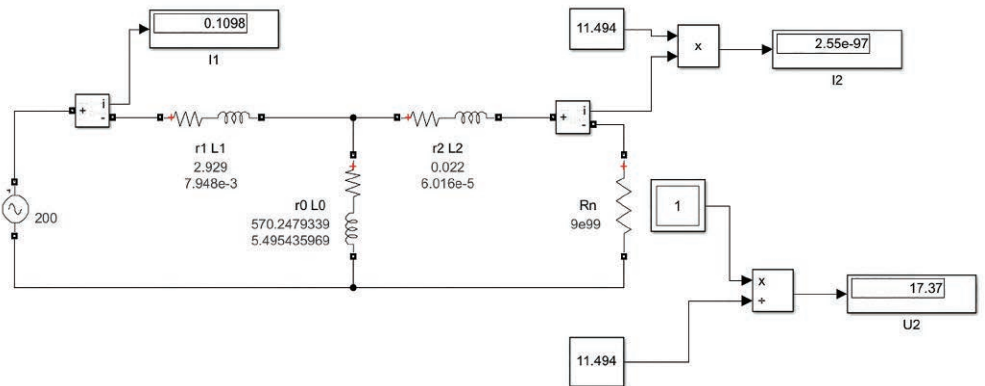 0.1098
I1
11.494
x
2.55e-97
I2
+
i
-
r1 L1
2.929
7.948e-3
r2 L2
0.022
6.016e-5
+
i
-
200
r0 L0
570.2479339
5.495435969
Rn
9e99
1
x
÷
17.37
U2
11.494